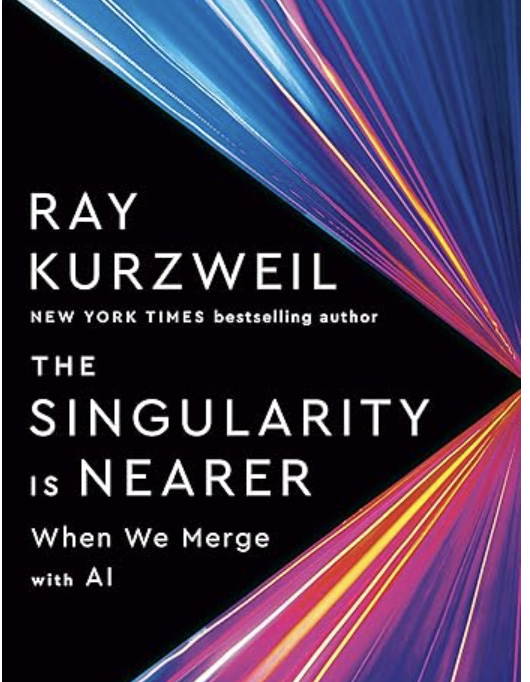 RAY
KURZWEIL
NEW YORK TIMES bestselling author
THE
SINGULARITY
IS NEARER
When We Merge
with AI